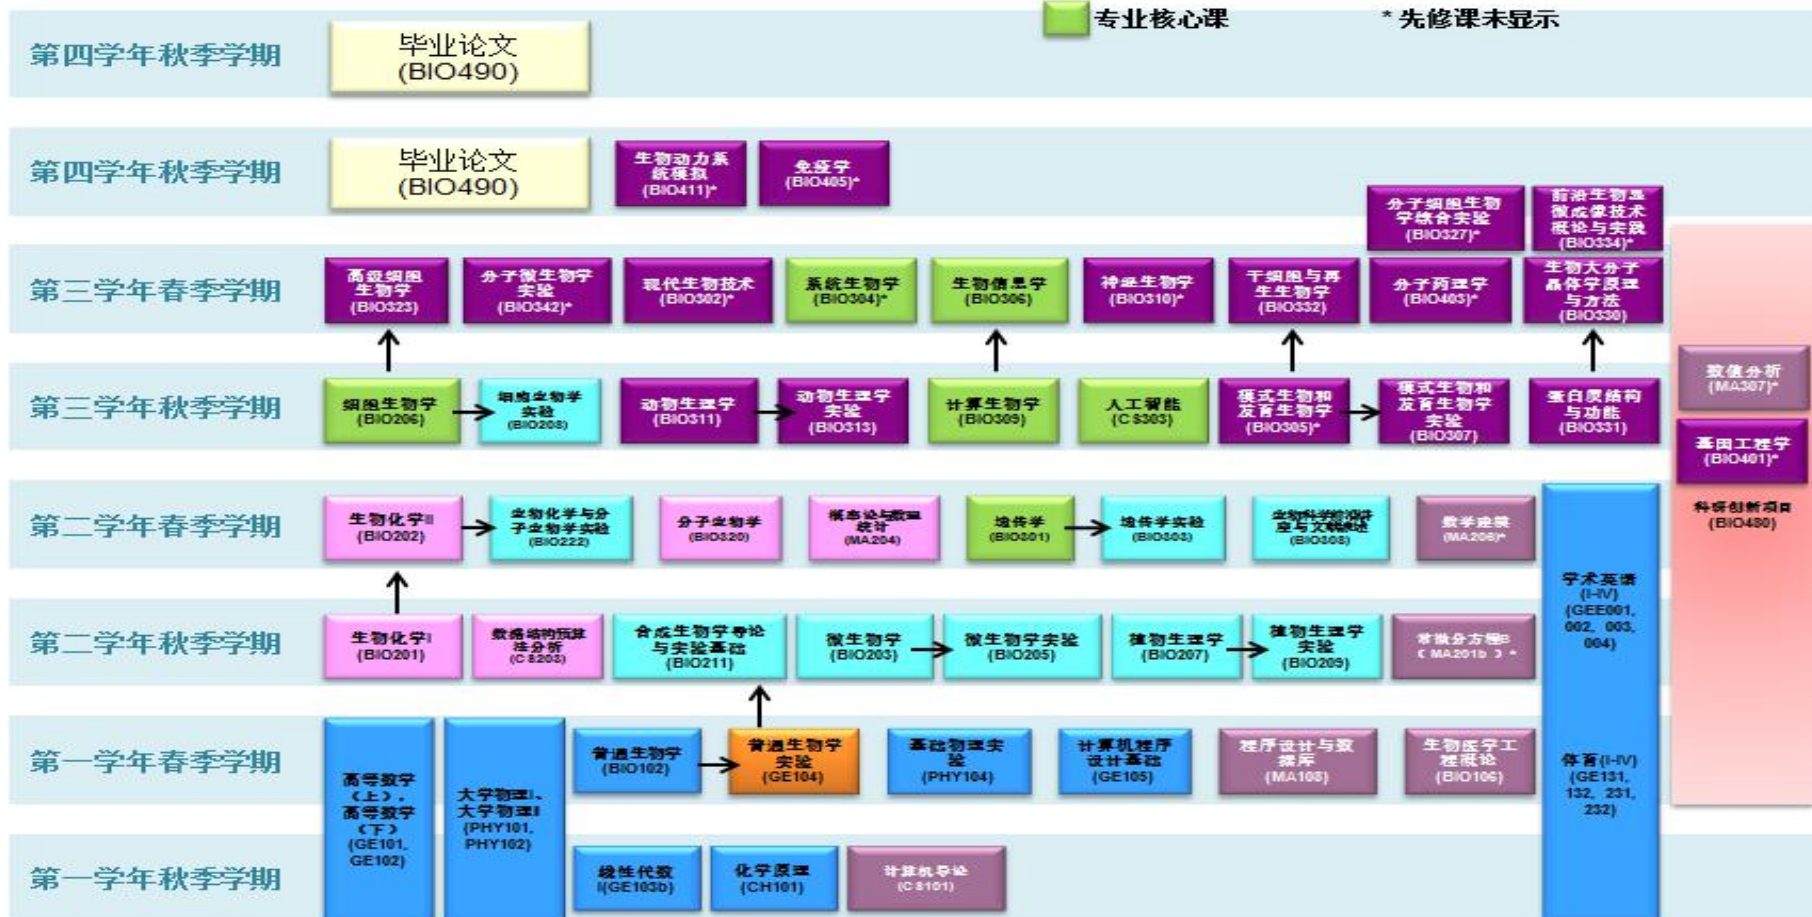 专业核心课
* 先修课未显示
第四学年秋季学期
毕业论文
(BIO490)
第四学年秋季学期
毕业论文
(BIO490)
生物动力系
统模拟
(BIO411)*
免疫学
(BIO405)*
分子细胞生物
学综合实验
(BIO327)*
前沿生物显
微成像技术
概论与实践
(BIO334)*
第三学年春季学期
高级细胞
生物学
(BIO323)
分子微生物学
实验
(BIO342)*
现代生物技术
(BIO302)*
系统生物学
(BIO304)*
生物信息学
(BIO306)
神经生物学
(BIO310)*
干细胞与再
生生物学
(BIO332)
分子药理学
(BIO403)*
生物大分子
晶体学原理
与方法
(BIO330)
第三学年秋季学期
细胞生物学
(BIO206)
细胞生物学
实验
(BIO208)
动物生理学
(BIO311)
动物生理学
实验
(BIO313)
计算生物学
(BIO309)
人工智能
(CS303)
模式生物和
发育生物学
(BIO305)*
模式生物和
发育生物学
实验
(BIO307)
蛋白质结构
与功能
(BIO331)
数值分析
(MA307)*
基因工程学
(BIO401)*
科研创新项目
(BIO480)
第二学年春季学期
生物化学II
(BIO202)
生物化学与分
子生物学实验
(BIO222)
分子生物学
(BIO320)
概率论与数理
统计
(MA204)
遗传学
(BIO301)
遗传学实验
(BIO303)
(BIO308)
数学建模
(MA206)*
学术英语
(I-IV)
(GEE001,
002, 003,
004)
第二学年秋季学期
生物化学I
(BIO201)
数据结构预算
法分析
(CS203)
合成生物学导论
与实验基础
(BIO211)
微生物学
(BIO203)
微生物学实验
(BIO205)
植物生理学
(BIO207)
植物生理学
实验
(BIO209)
常微分方程B
(MA201b)*
第一学年春季学期
高等数学
(上),
高等数学
(下)
(GE101,
GE102)
大学物理I、
大学物理II
(PHY101,
PHY102)
普通生物学
(BIO102)
普通生物学
实验
(GE104)
基础物理实
验
(PHY104)
计算机程序
设计基础
(GE105)
程序设计与数
据库
(MA108)
生物医学工
程概论
(BIO106)
体育(I-IV)
(GE131,
132, 231,
232)
第一学年秋季学期
线性代数
I(GE103b)
化学原理
(CH101)
计算机导论
(CS101)